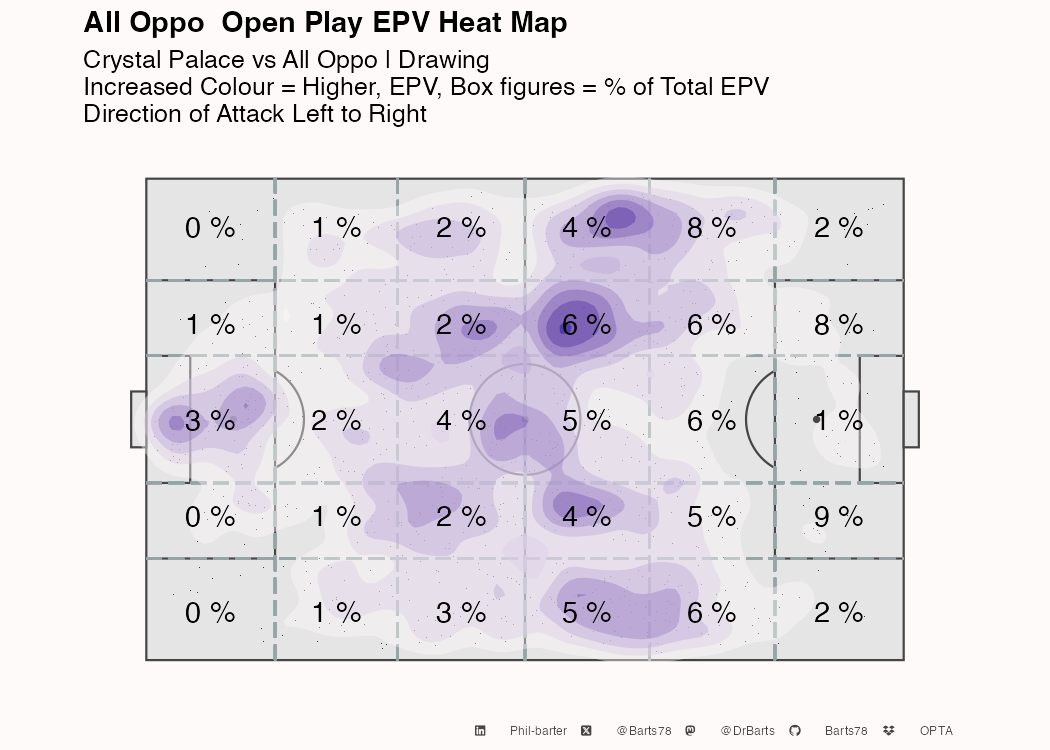 All Oppo  Open Play EPV Heat Map
Crystal Palace vs All Oppo | Drawing
Increased Colour = Higher, EPV, Box figures = % of Total EPV
Direction of Attack Left to Right
0 % 1 % 2 % 4 % 8 % 2 %
1 % 1 % 2 % 6 % 6 % 8 %
3 % 2 % 4 % 5 % 6 % 1 %
0 % 1 % 2 % 4 % 5 % 9 %
0 % 1 % 3 % 5 % 6 % 2 %
Phil-barter @Barts78 @DrBarts Barts78 OPTA